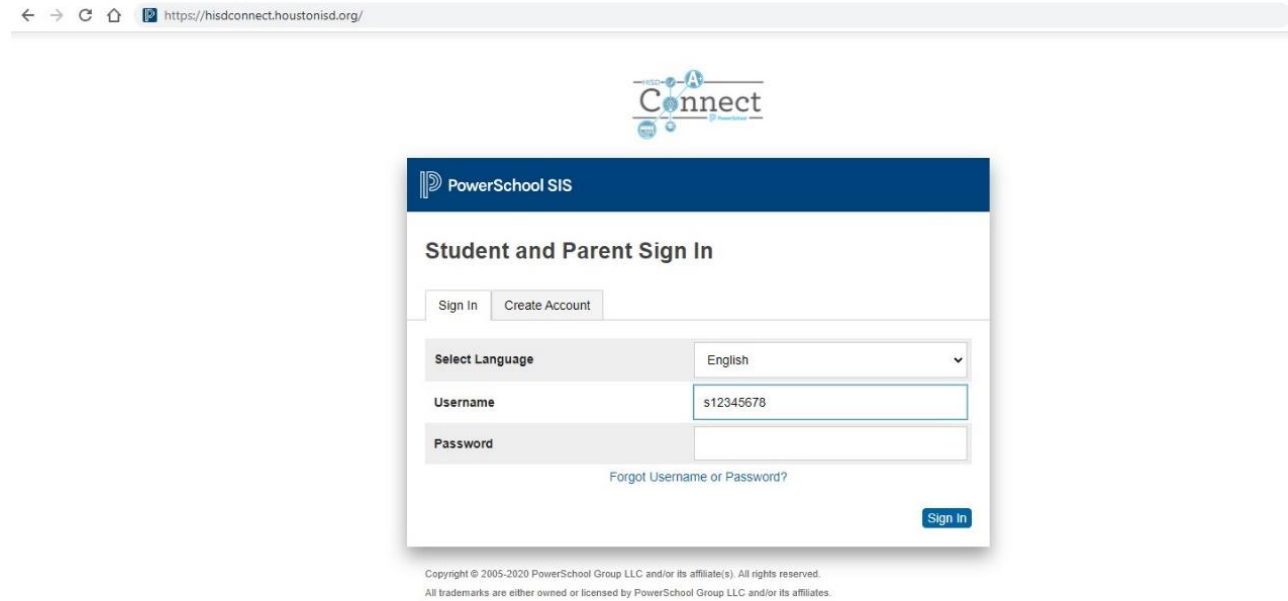 https://hisdconnect.houstonisd.org/
HISD A+
Connect
PowerSchool
PowerSchool SIS
Student and Parent Sign In
Sign In Create Account
Select Language English
Username s12345678
Password
Forgot Username or Password?
Sign In
Copyright © 2005-2020 PowerSchool Group LLC and/or its affiliate(s). All rights reserved.
All trademarks are either owned or licensed by PowerSchool Group LLC and/or its affiliates.